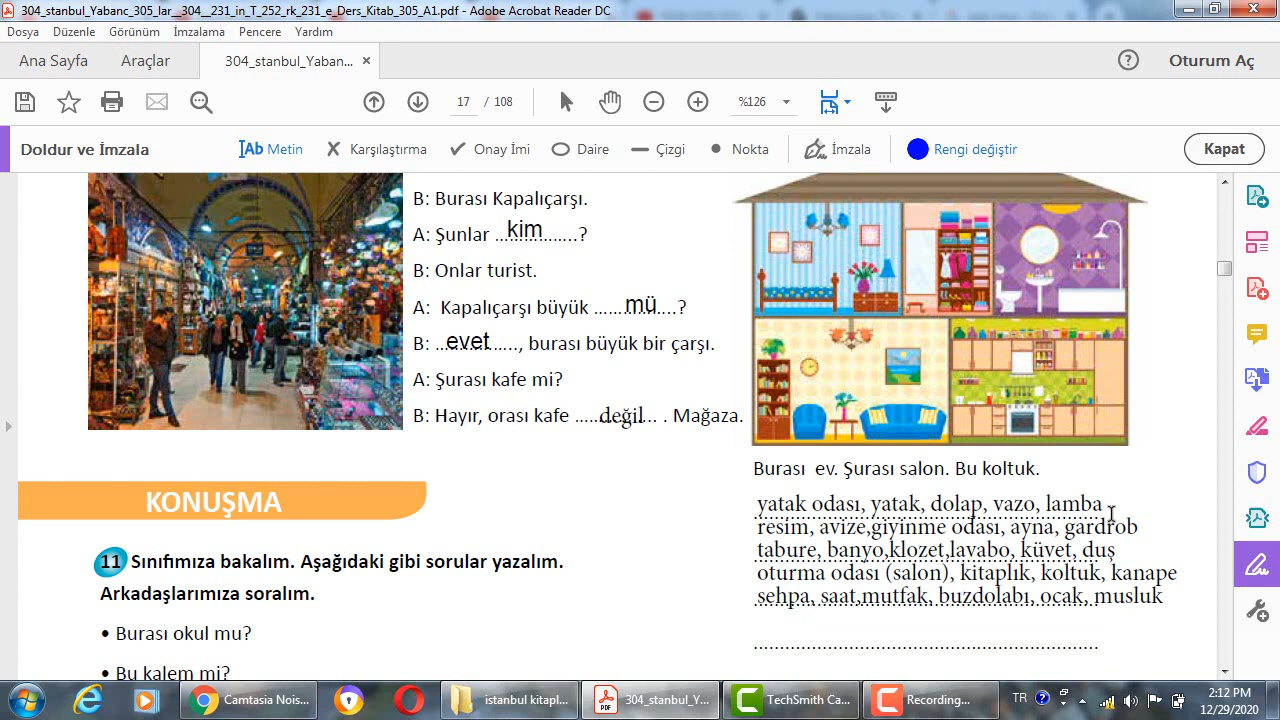 304_stanbul_Yabanc_305_lar__304__231_in_T_252_rk_231_e_Ders_Kitab_305_A1.pdf - Adobe Acrobat Reader DC
Dosya Düzenle Görünüm İmzalama Pencere Yardım
Ana Sayfa Araçlar 304_stanbul_Yaban... × Oturum Aç
17 / 108 %126
Doldur ve İmzala Metin Karşılaştırma Onay İmi Daire Çizgi Nokta İmzala Rengi değiştir Kapat
B: Burası Kapalıçarşı.
A: Şunlar ...kim...?
B: Onlar turist.
A: Kapalıçarşı büyük ...mü...?
B: ...evet..., burası büyük bir çarşı.
A: Şurası kafe mi?
B: Hayır, orası kafe ...değil... . Mağaza.
KONUŞMA
11 Sınıfımıza bakalım. Aşağıdaki gibi sorular yazalım.
Arkadaşlarımıza soralım.
• Burası okul mu?
• Bu kalem mi?
Burası ev. Şurası salon. Bu koltuk.
yatak odası, yatak, dolap, vazo, lamba
resim, avize,giyinme odası, ayna, gardrob
tabure, banyo,klozet,lavabo, küvet, duş
oturma odası (salon), kitaplık, koltuk, kanape
sehpa, saat,mutfak, buzdolabı, ocak, musluk
Camtasia Nois... istanbul kitapl... 304_stanbul_Y... TechSmith Ca... Recording... TR 2:12 PM
12/29/2020